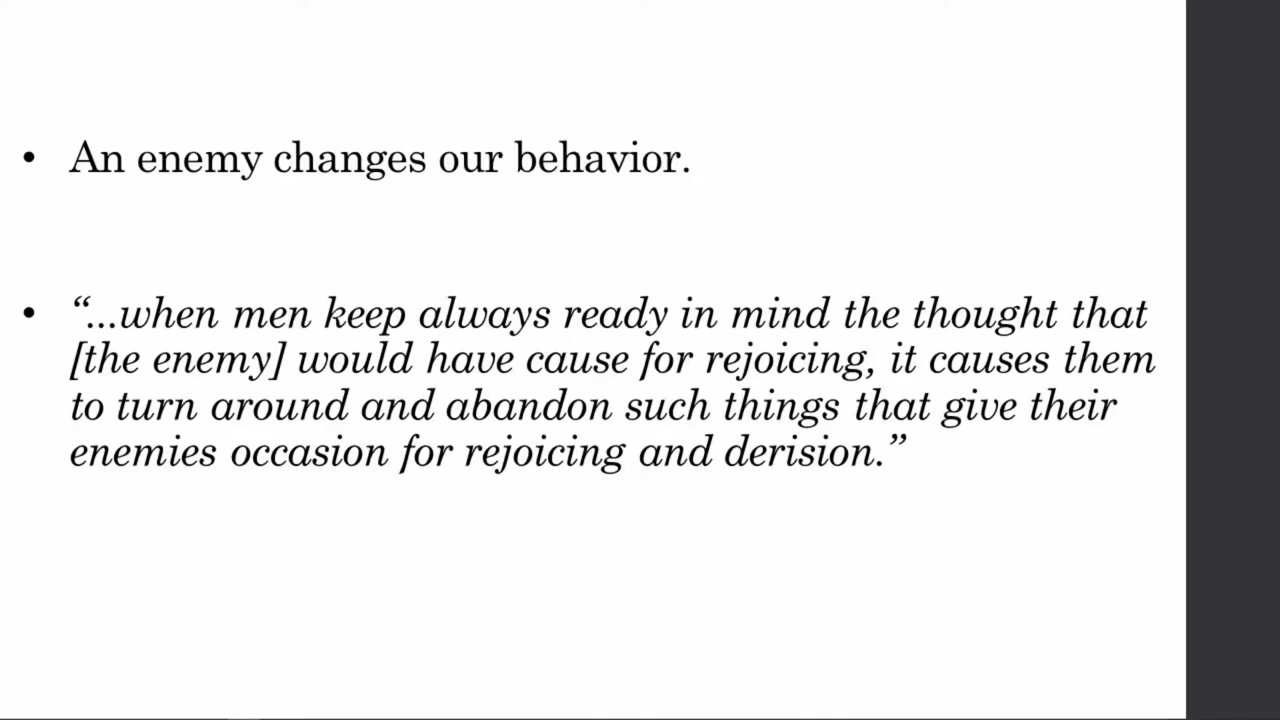 • An enemy changes our behavior.
• “...when men keep always ready in mind the thought that
[the enemy] would have cause for rejoicing, it causes them
to turn around and abandon such things that give their
enemies occasion for rejoicing and derision.”